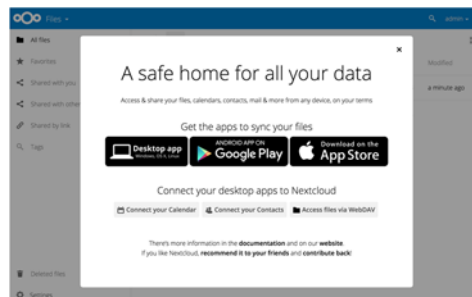 Files
admin
All files
Favorites
Shared with you
Shared with other
Shared by link
Tags
Deleted files
Settings
Modified
a minute ago
A safe home for all your data
Access & share your files, calendars, contacts, mail & more from any device, on your terms
Get the apps to sync your files
Desktop app
Windows, OS X, Linux
ANDROID APP ON
Google Play
Download on the
App Store
Connect your desktop apps to Nextcloud
Connect your Calendar
Connect your Contacts
Access files via WebDAV
There's more information in the documentation and on our website.
If you like Nextcloud, recommend it to your friends and contribute back!